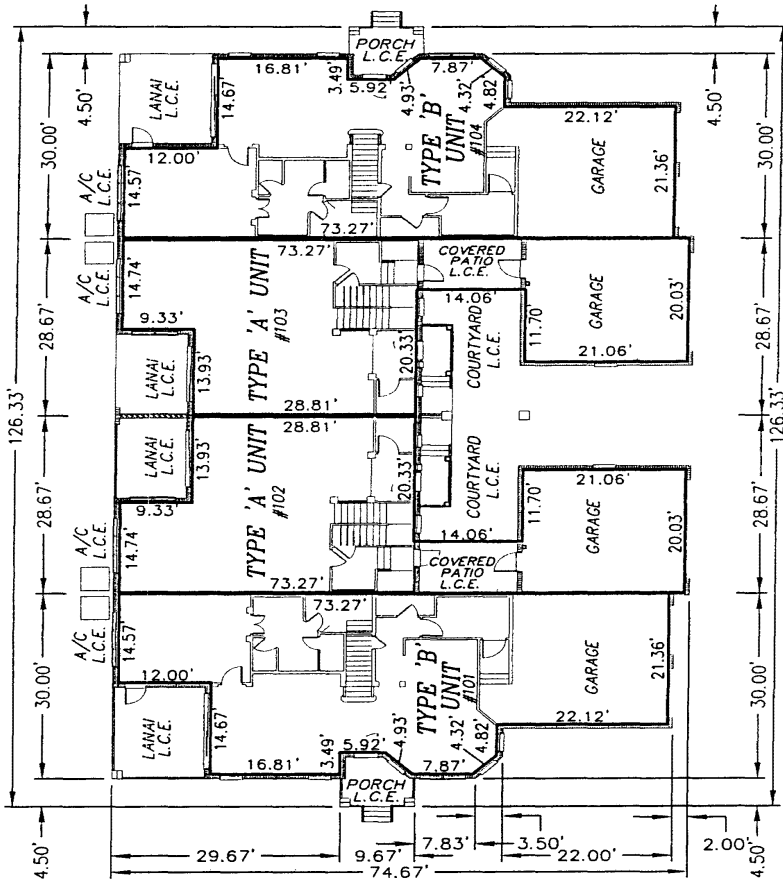 PORCH
L.C.E.
4.50'
16.81'
3.49'
5.92'
4.93'
7.87'
4.32'
4.82'
4.50'
LANAI
L.C.E.
14.67'
TYPE 'B'
UNIT
#104
22.12'
30.00'
GARAGE
21.36'
30.00'
12.00'
A/C
L.C.E.
14.57'
73.27'
73.27'
COVERED
PATIO
L.C.E.
A/C
L.C.E.
14.74'
14.06'
28.67'
9.33'
TYPE 'A' UNIT
#103
20.33'
COURTYARD
L.C.E.
11.70'
GARAGE
20.03'
28.67'
21.06'
LANAI
L.C.E.
13.93'
28.81'
126.33'
126.33'
28.81'
LANAI
L.C.E.
13.93'
TYPE 'A' UNIT
#102
20.33'
COURTYARD
L.C.E.
21.06'
28.67'
9.33'
11.70'
GARAGE
20.03'
28.67'
A/C
L.C.E.
14.74'
14.06'
COVERED
PATIO
L.C.E.
73.27'
73.27'
A/C
L.C.E.
14.57'
30.00'
12.00'
TYPE 'B'
UNIT
#101
GARAGE
21.36'
30.00'
LANAI
L.C.E.
14.67'
22.12'
16.81'
3.49'
5.92'
4.93'
7.87'
4.32'
4.82'
PORCH
L.C.E.
4.50'
29.67'
9.67'
7.83'
3.50'
22.00'
2.00'
4.50'
74.67'